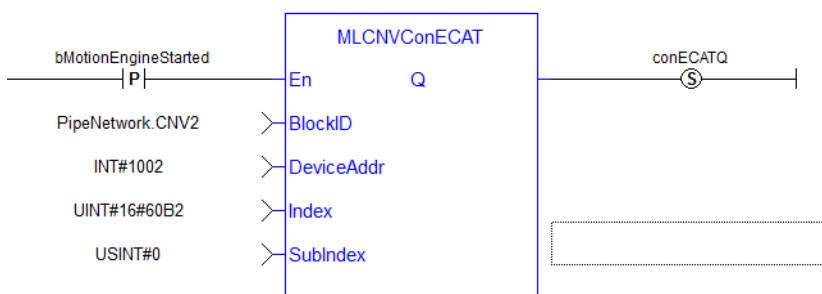 MLCNVConECAT
bMotionEngineStarted
conECATQ
P
En
Q
S
PipeNetwork.CNV2
BlockID
INT#1002
DeviceAddr
UINT#16#60B2
Index
USINT#0
SubIndex